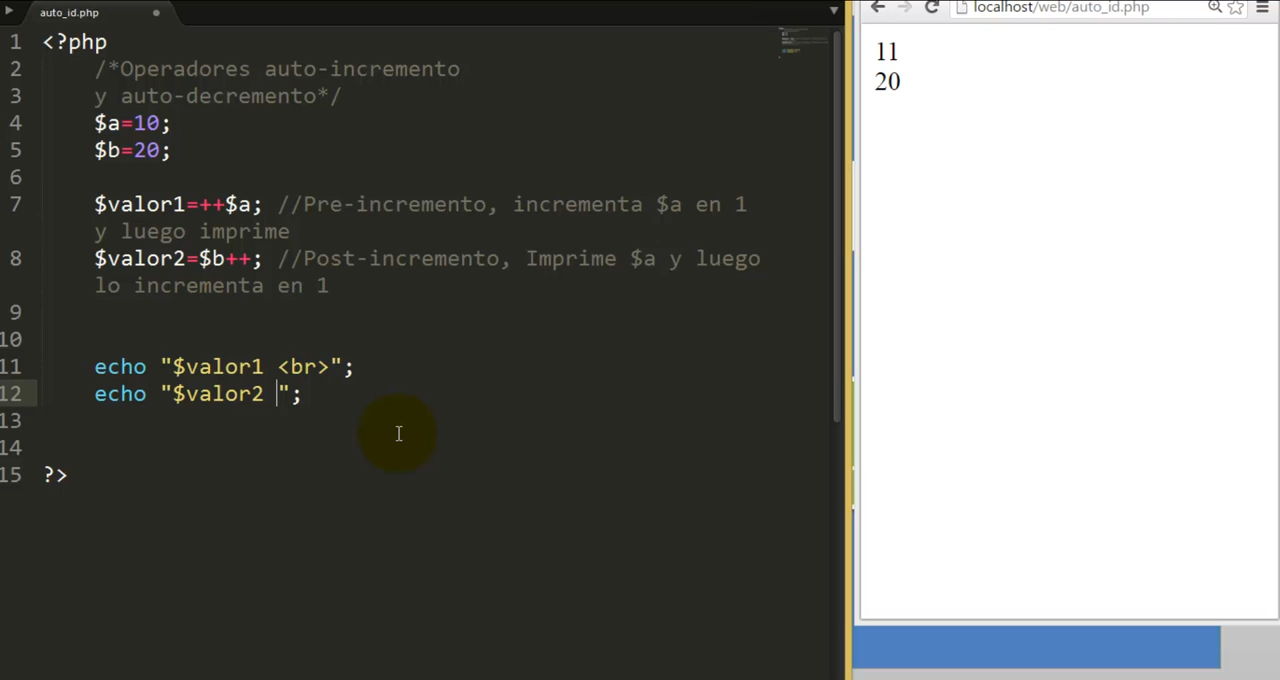 auto_id.php
localhost/web/auto_id.php
1 <?php
2 /*Operadores auto-incremento
3 y auto-decremento*/
4 $a=10;
5 $b=20;
6
7 $valor1=++$a; //Pre-incremento, incrementa $a en 1
y luego imprime
8 $valor2=$b++; //Post-incremento, Imprime $a y luego
lo incrementa en 1
9
10
11 echo "$valor1 <br>";
12 echo "$valor2 ";
13
14
15 ?>
11
20